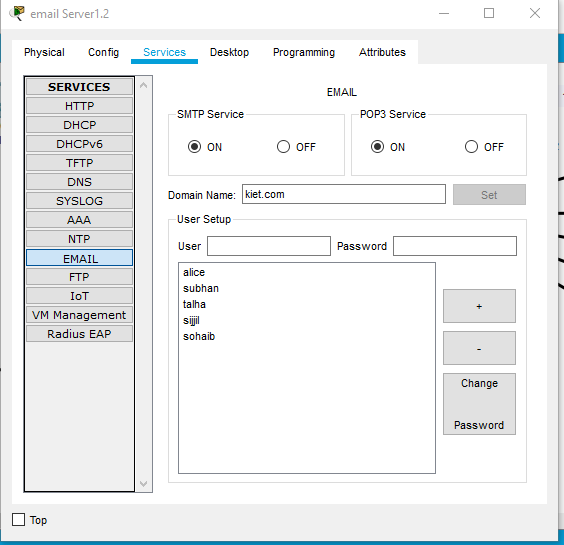 email Server1.2
Physical Config Services Desktop Programming Attributes
SERVICES
HTTP
DHCP
DHCPv6
TFTP
DNS
SYSLOG
AAA
NTP
EMAIL
FTP
IoT
VM Management
Radius EAP
EMAIL
SMTP Service
ON OFF
POP3 Service
ON OFF
Domain Name: kiet.com Set
User Setup
User Password
alice
subhan
talha
sijjil
sohaib
+
-
Change
Password
Top